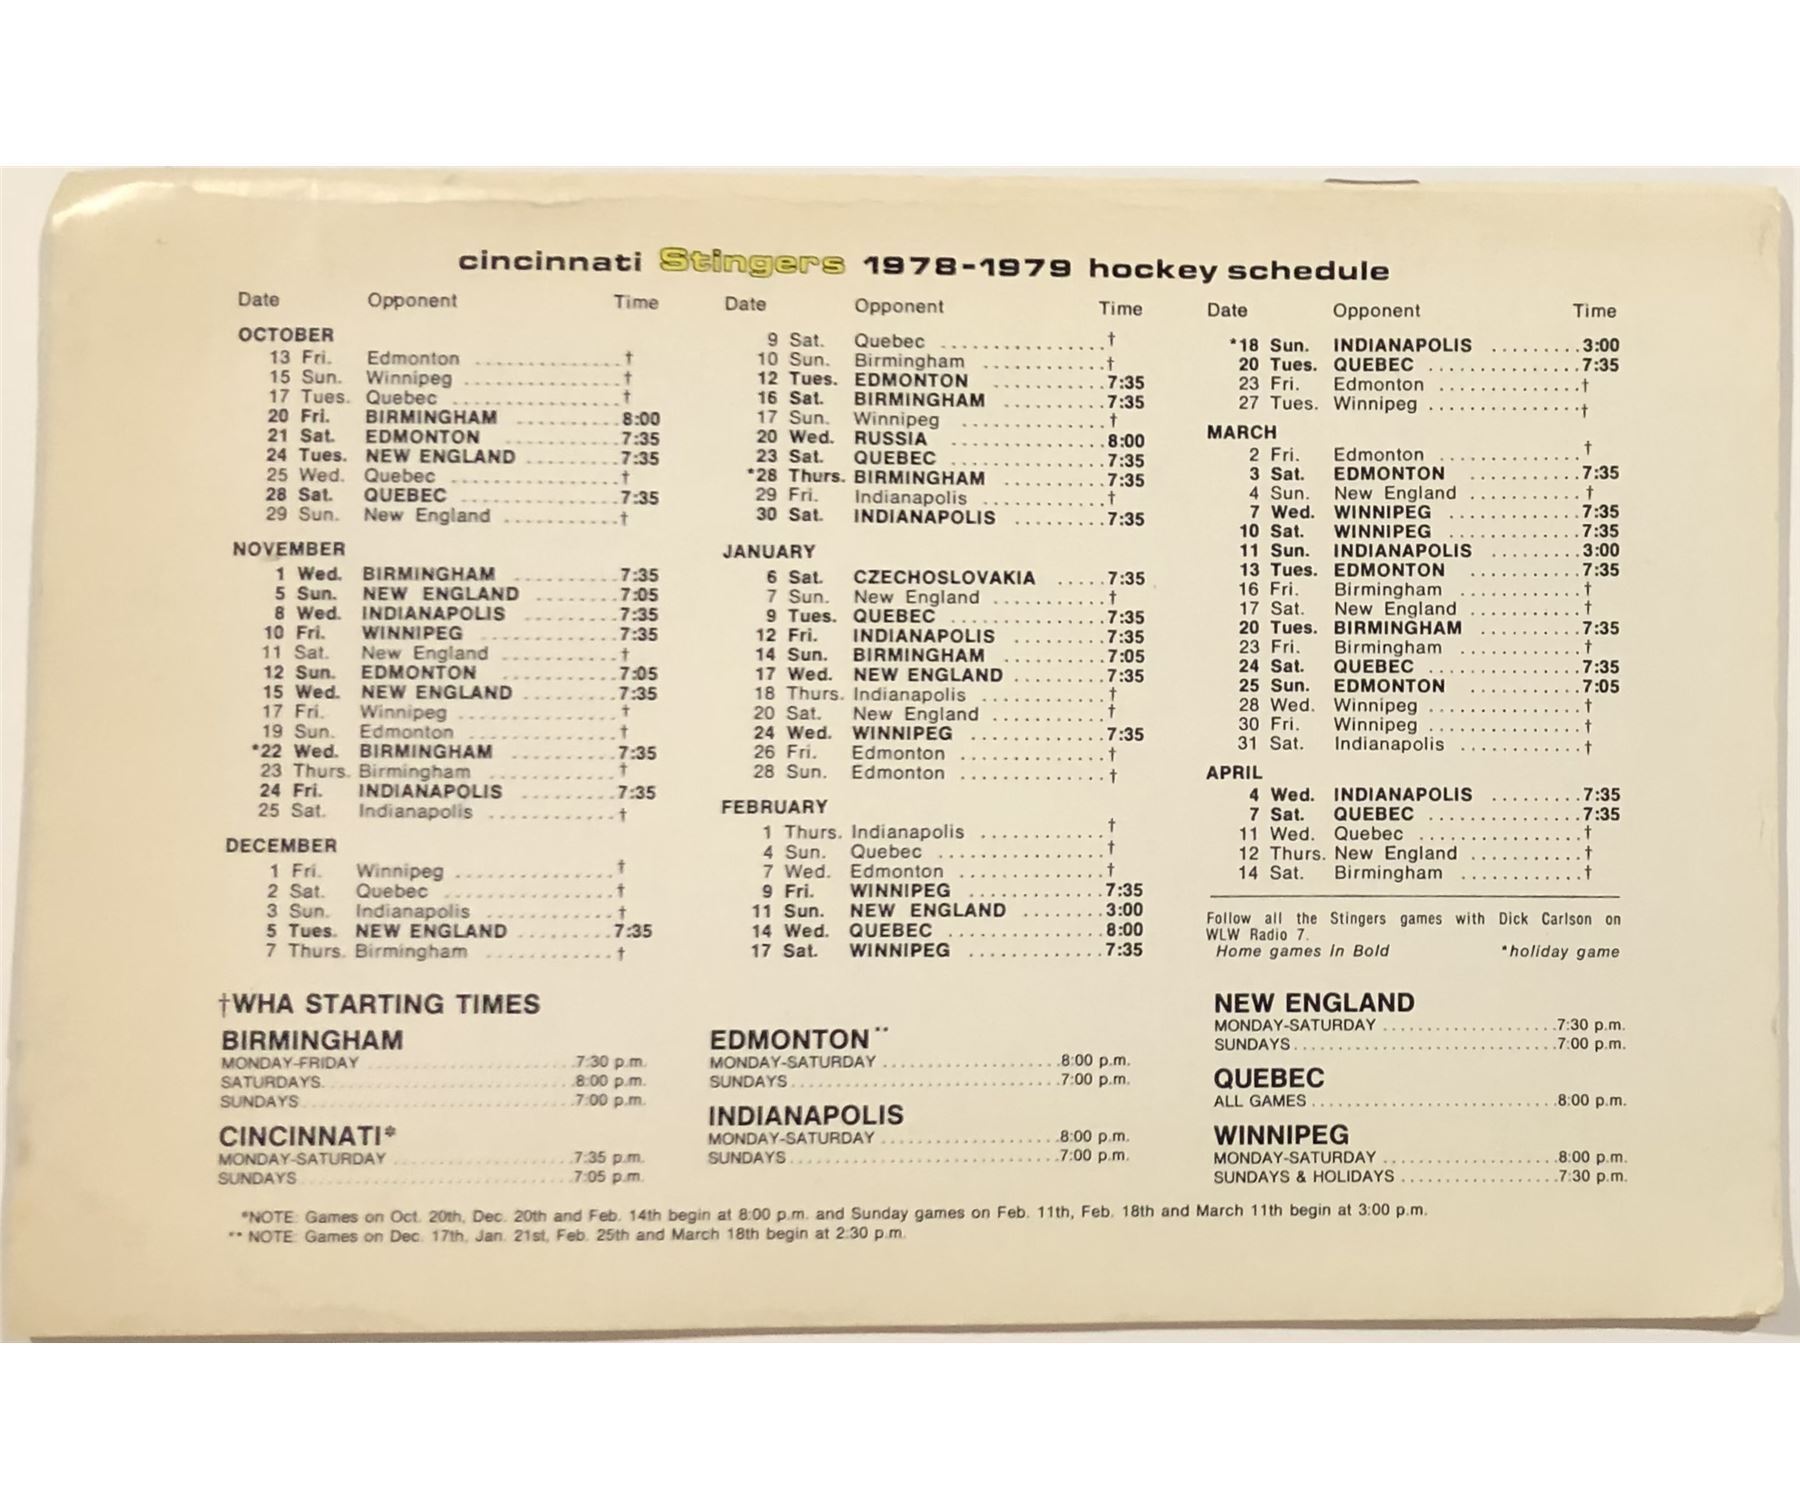 cincinnati Stingers 1978-1979 hockey schedule
Date Opponent Time
OCTOBER
13 Fri. Edmonton ....................†
15 Sun. Winnipeg ....................†
17 Tues. Quebec ....................†
20 Fri. BIRMINGHAM ..........8:00
21 Sat. EDMONTON ..........7:35
24 Tues. NEW ENGLAND .........7:35
25 Wed. Quebec ....................†
28 Sat. QUEBEC ................7:35
29 Sun. New England ............†
NOVEMBER
1 Wed. BIRMINGHAM ..........7:35
5 Sun. NEW ENGLAND ........7:05
8 Wed. INDIANAPOLIS ........7:35
10 Fri. WINNIPEG .............7:35
11 Sat. New England ............†
12 Sun. EDMONTON ..........7:05
15 Wed. NEW ENGLAND .........7:35
17 Fri. Winnipeg .................†
19 Sun. Edmonton .................†
*22 Wed. BIRMINGHAM ..........7:35
23 Thurs. Birmingham .............†
24 Fri. INDIANAPOLIS .........7:35
25 Sat. Indianapolis .............†
DECEMBER
1 Fri. Winnipeg .................†
2 Sat. Quebec ..................†
3 Sun. Indianapolis .............†
5 Tues. NEW ENGLAND .........7:35
7 Thurs. Birmingham .............†
Date Opponent Time
9 Sat. Quebec .................†
10 Sun. Birmingham .............†
12 Tues. EDMONTON ...........7:35
16 Sat. BIRMINGHAM ..........7:35
17 Sun. Winnipeg ...............†
20 Wed. RUSSIA ................8:00
23 Sat. QUEBEC ................7:35
*28 Thurs. BIRMINGHAM ..........7:35
29 Fri. Indianapolis ............†
30 Sat. INDIANAPOLIS .........7:35
JANUARY
6 Sat. CZECHOSLOVAKIA .....7:35
7 Sun. New England ............†
9 Tues. QUEBEC ................7:35
12 Fri. INDIANAPOLIS .........7:35
14 Sun. BIRMINGHAM ..........7:05
17 Wed. NEW ENGLAND .........7:35
18 Thurs. Indianapolis .............†
20 Sat. New England ............†
24 Wed. WINNIPEG .............7:35
26 Fri. Edmonton ...............†
28 Sun. Edmonton ...............†
FEBRUARY
1 Thurs. Indianapolis .............†
4 Sun. Quebec .................†
7 Wed. Edmonton ...............†
9 Fri. WINNIPEG .............7:35
11 Sun. NEW ENGLAND ........3:00
14 Wed. QUEBEC ................8:00
17 Sat. WINNIPEG .............7:35
Date Opponent Time
*18 Sun. INDIANAPOLIS .........3:00
20 Tues. QUEBEC ...............7:35
23 Fri. Edmonton ..............†
27 Tues. Winnipeg ...............†
MARCH
2 Fri. Edmonton ..............†
3 Sat. EDMONTON ...........7:35
4 Sun. New England ...........†
7 Wed. WINNIPEG .............7:35
10 Sat. WINNIPEG .............7:35
11 Sun. INDIANAPOLIS .........3:00
13 Tues. EDMONTON ...........7:35
16 Fri. Birmingham ............†
17 Sat. New England ...........†
20 Tues. BIRMINGHAM ..........7:35
23 Fri. Birmingham ............†
24 Sat. QUEBEC ...............7:35
25 Sun. EDMONTON ...........7:05
28 Wed. Winnipeg ...............†
30 Fri. Winnipeg ...............†
31 Sat. Indianapolis ............†
APRIL
4 Wed. INDIANAPOLIS .........7:35
7 Sat. QUEBEC ...............7:35
11 Wed. Quebec ................†
12 Thurs. New England ...........†
14 Sat. Birmingham ............†
Follow all the Stingers games with Dick Carlson on
WLW Radio 7.
Home games In Bold *holiday game
†WHA STARTING TIMES
BIRMINGHAM
MONDAY-FRIDAY ......................7:30 p.m.
SATURDAYS..........................8:00 p.m.
SUNDAYS............................7:00 p.m.
CINCINNATI*
MONDAY-SATURDAY ...................7:35 p.m.
SUNDAYS............................7:05 p.m.
EDMONTON**
MONDAY-SATURDAY ...................8:00 p.m.
SUNDAYS............................7:00 p.m.
INDIANAPOLIS
MONDAY-SATURDAY ...................8:00 p.m.
SUNDAYS............................7:00 p.m.
NEW ENGLAND
MONDAY-SATURDAY ...................7:30 p.m.
SUNDAYS............................7:00 p.m.
QUEBEC
ALL GAMES..........................8:00 p.m.
WINNIPEG
MONDAY-SATURDAY ...................8:00 p.m.
SUNDAYS & HOLIDAYS ................7:30 p.m.
*NOTE: Games on Oct. 20th, Dec. 20th and Feb. 14th begin at 8:00 p.m. and Sunday games on Feb. 11th, Feb. 18th and March 11th begin at 3:00 p.m.
** NOTE: Games on Dec. 17th, Jan. 21st, Feb. 25th and March 18th begin at 2:30 p.m.